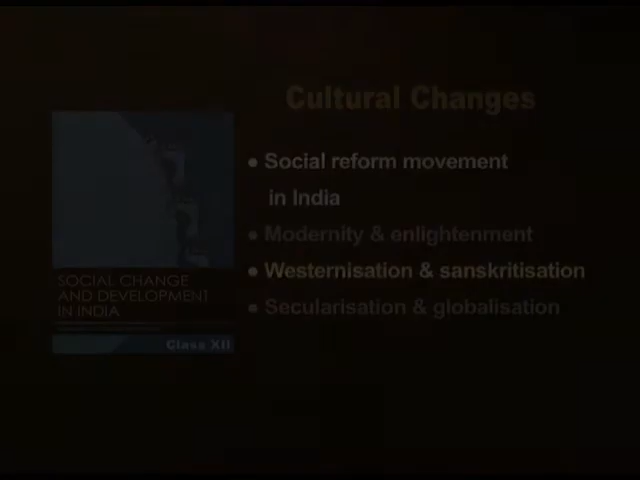 Cultural Changes
● Social reform movement
in India
● Modernity & enlightenment
● Westernisation & sanskritisation
● Secularisation & globalisation
SOCIAL CHANGE
AND DEVELOPMENT
IN INDIA
Class XII